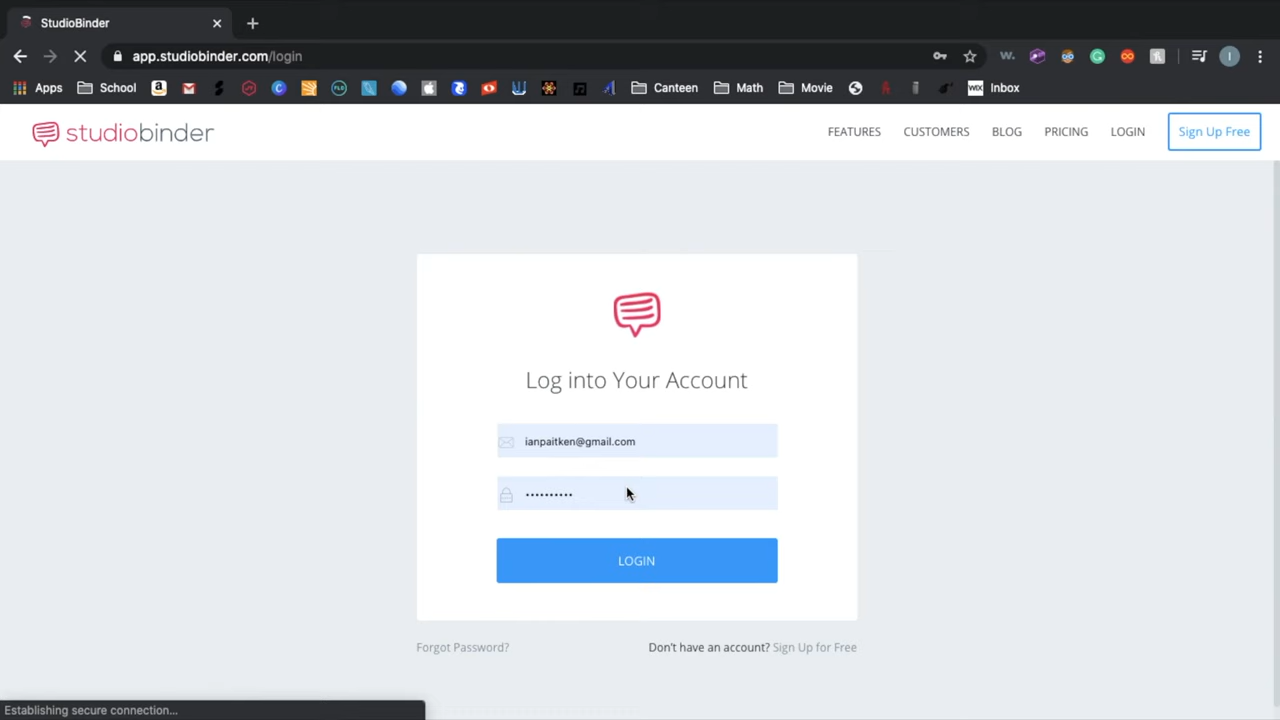 StudioBinder
app.studiobinder.com/login
Apps School Canteen Math Movie WiX Inbox
studiobinder FEATURES CUSTOMERS BLOG PRICING LOGIN Sign Up Free
Log into Your Account
ianpaitken@gmail.com
••••••••••
LOGIN
Forgot Password? Don't have an account? Sign Up for Free
Establishing secure connection...